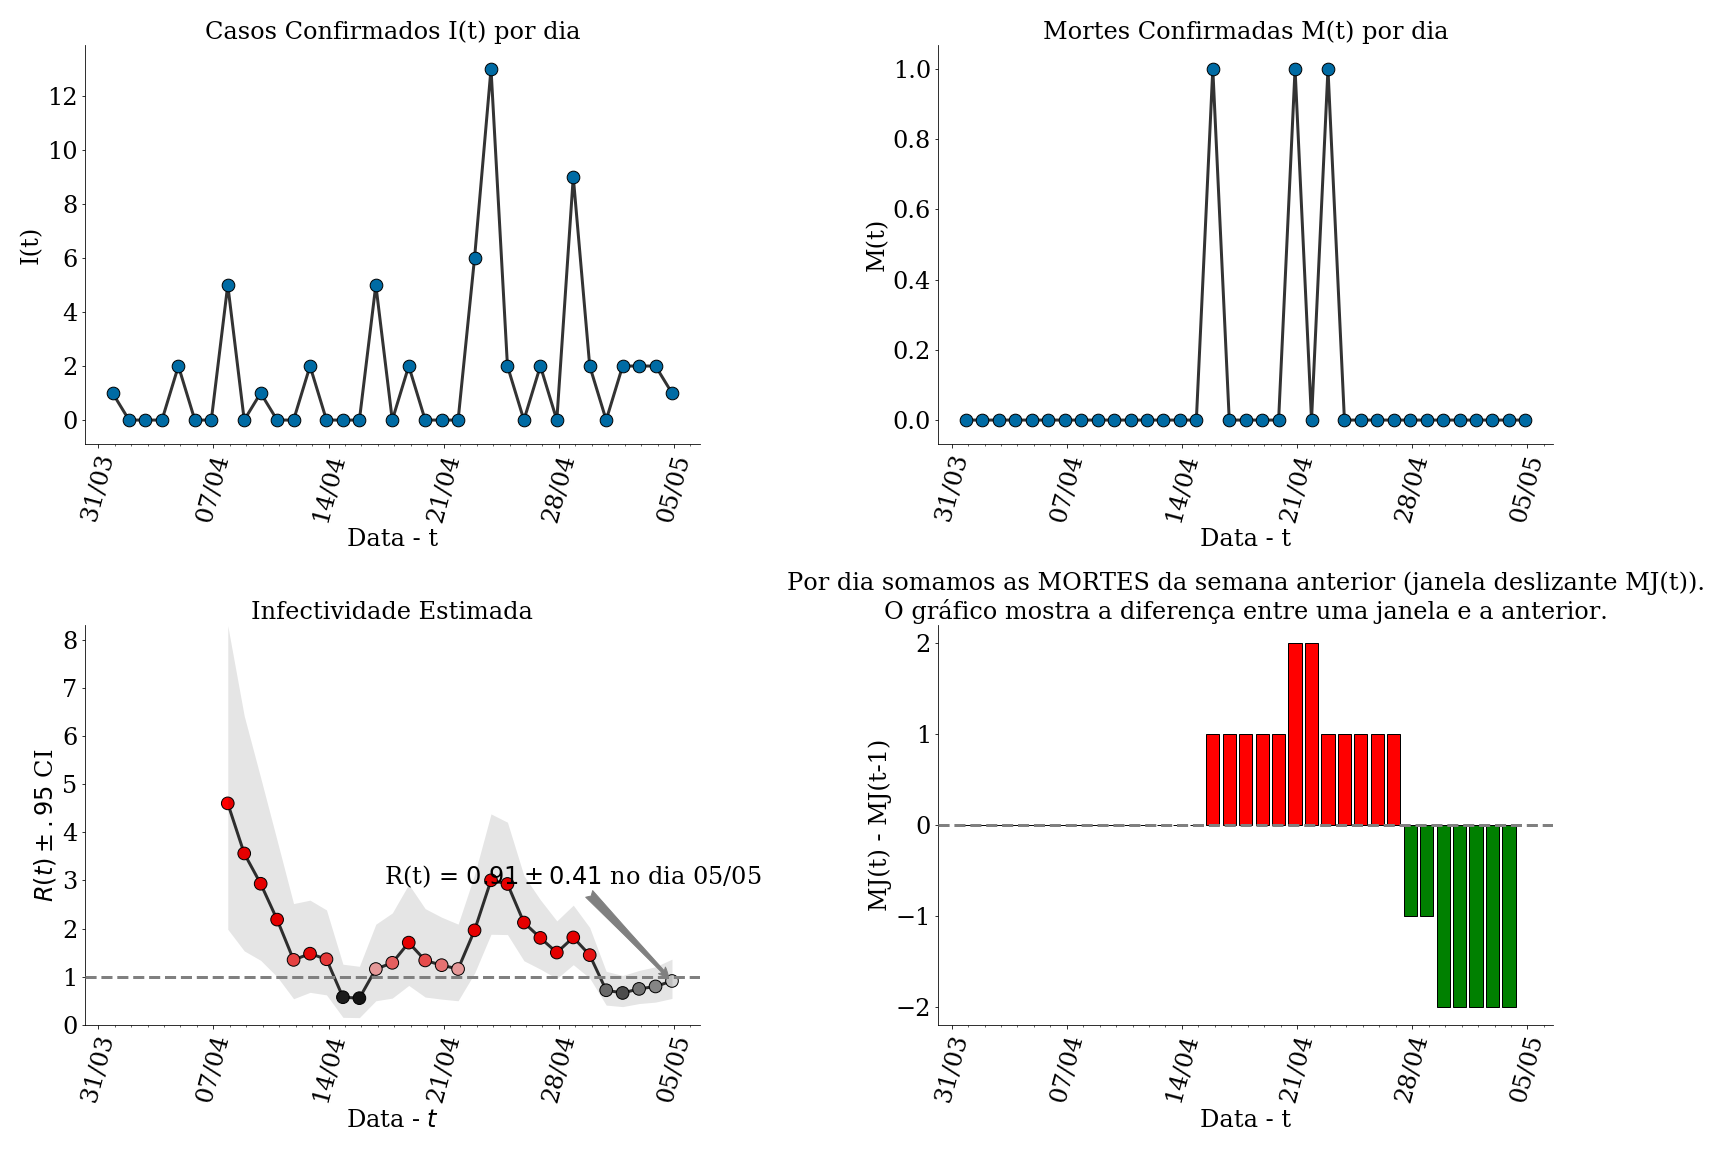 Casos Confirmados I(t) por dia
I(t)
12
10
8
6
4
2
0
31/03 07/04 14/04 21/04 28/04 05/05
Data - t
Mortes Confirmadas M(t) por dia
M(t)
1.0
0.8
0.6
0.4
0.2
0.0
31/03 07/04 14/04 21/04 28/04 05/05
Data - t
Infectividade Estimada
R(t) ± .95 CI
8
7
6
5
4
3
2
1
0
R(t) = 0.91 ± 0.41 no dia 05/05
31/03 07/04 14/04 21/04 28/04 05/05
Data - t
Por dia somamos as MORTES da semana anterior (janela deslizante MJ(t)).
O gráfico mostra a diferença entre uma janela e a anterior.
MJ(t) - MJ(t-1)
2
1
0
−1
−2
31/03 07/04 14/04 21/04 28/04 05/05
Data - t